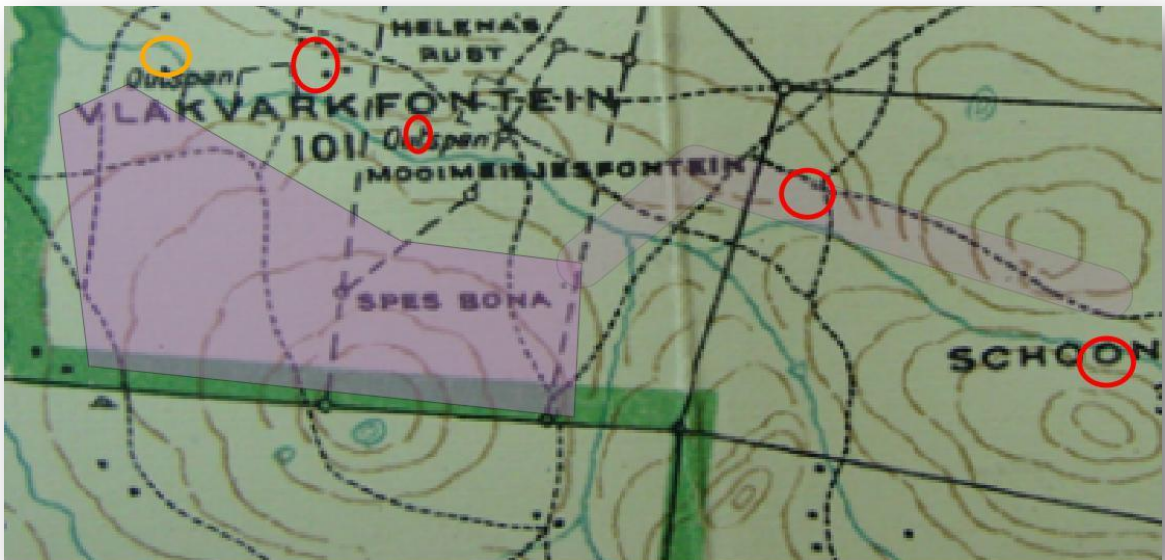 HELENA'S
RUST
Outspan
VLAKVARKFONTEIN
101
Outspan
MOOIMEISJESFONTEIN
SPES BONA
SCHOON